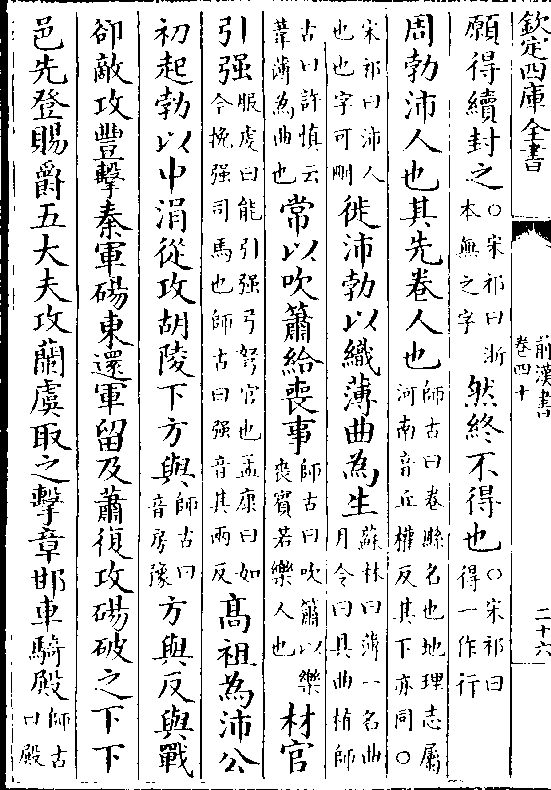 欽定四庫全書
前漢書
卷四十
二十六
願得續封之○宋祁曰浙本無之字然終不得也○宋祁曰得一作行
周勃沛人也其先卷人也師古曰卷縣名也地理志屬河南音丘權反其下亦同○
宋祁曰沛人也也字可刪徙沛勃以織薄曲為生蘇林曰薄一名曲月令曰具曲植師
古曰許慎云葦薄為曲也常以吹簫給喪事師古曰吹簫以樂喪賓若樂人也材官
引强服虔曰能引强弓弩官也孟康曰如今挽强司馬也師古曰强音其兩反髙祖為沛公
初起勃以中涓從攻胡陵下方與師古曰音房豫方與反與戰
卻敵攻豐擊秦軍碭東還軍留及蕭復攻碭破之下下
邑先登賜爵五大夫攻蘭虞取之擊章邯車騎殿師古曰殿